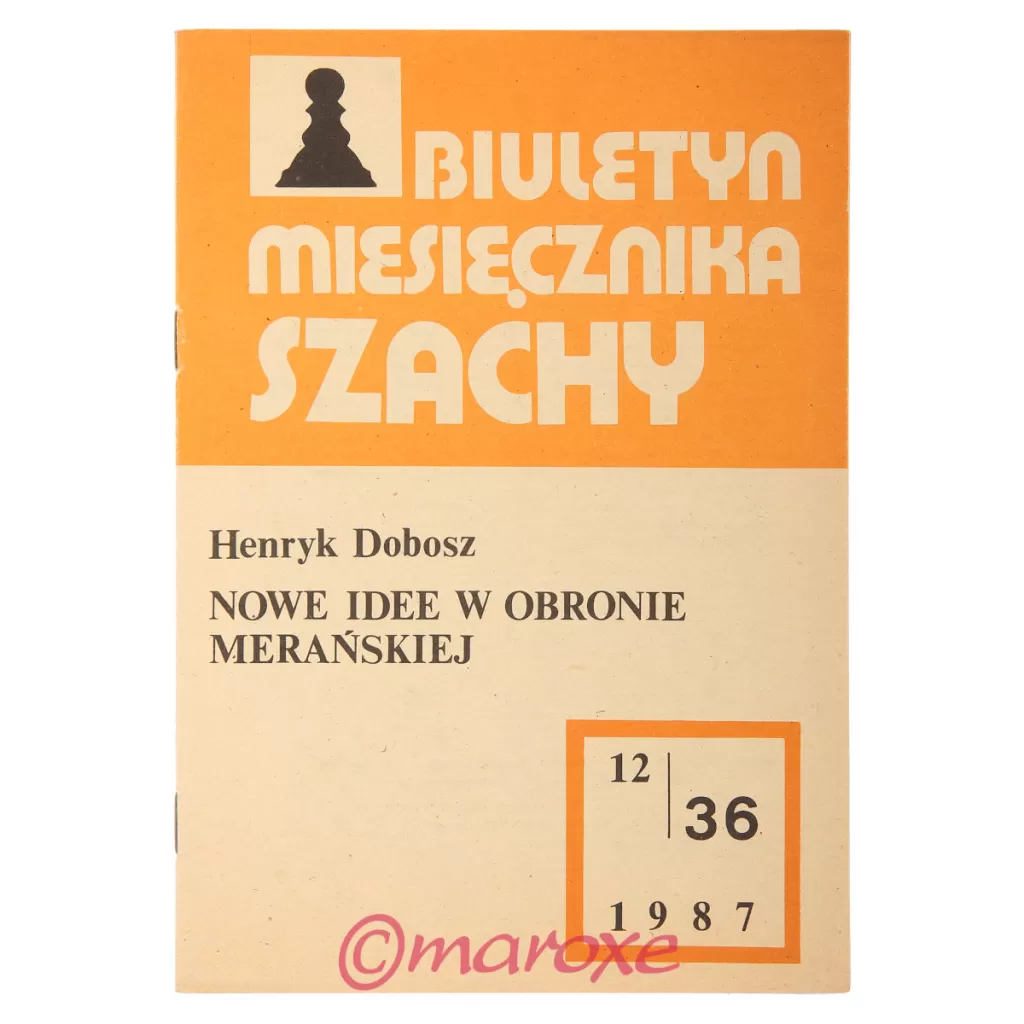 BIULETYN
MIESIĘCZNIKA
SZACHY
Henryk Dobosz
NOWE IDEE W OBRONIE
MERAŃSKIEJ
12
36
1987
©maroxe